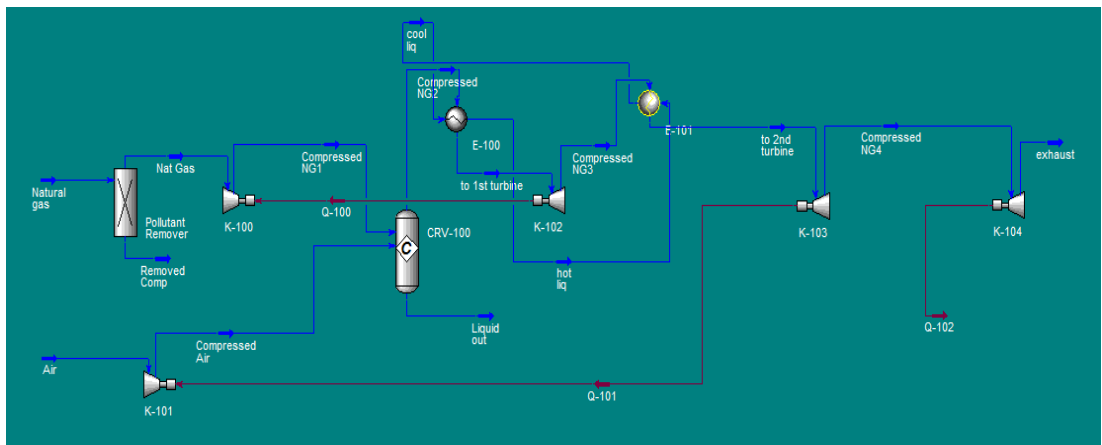 cool
liq
Compressed
NG2
E-100
E-101
to 2nd
turbine
Compressed
NG4
exhaust
Natural
gas
Nat Gas
Compressed
NG1
Compressed
NG3
to 1st turbine
Pollutant
Remover
K-100
Q-100
CRV-100
C
K-102
K-103
K-104
Removed
Comp
hot
liq
Liquid
out
Q-102
Air
Compressed
Air
K-101
Q-101